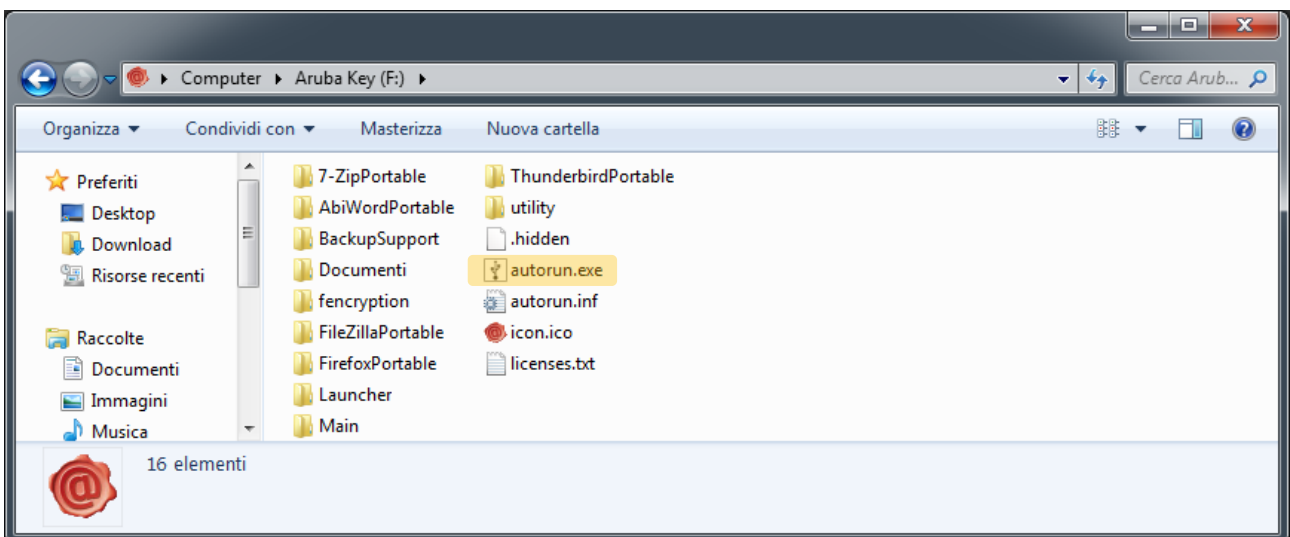 Computer ▸ Aruba Key (F:) ▸
Cerca Arub...
Organizza
Condividi con
Masterizza
Nuova cartella
Preferiti
Desktop
Download
Risorse recenti
Raccolte
Documenti
Immagini
Musica
7-ZipPortable
AbiWordPortable
BackupSupport
Documenti
fencryption
FileZillaPortable
FirefoxPortable
Launcher
Main
ThunderbirdPortable
utility
.hidden
autorun.exe
autorun.inf
icon.ico
licenses.txt
16 elementi